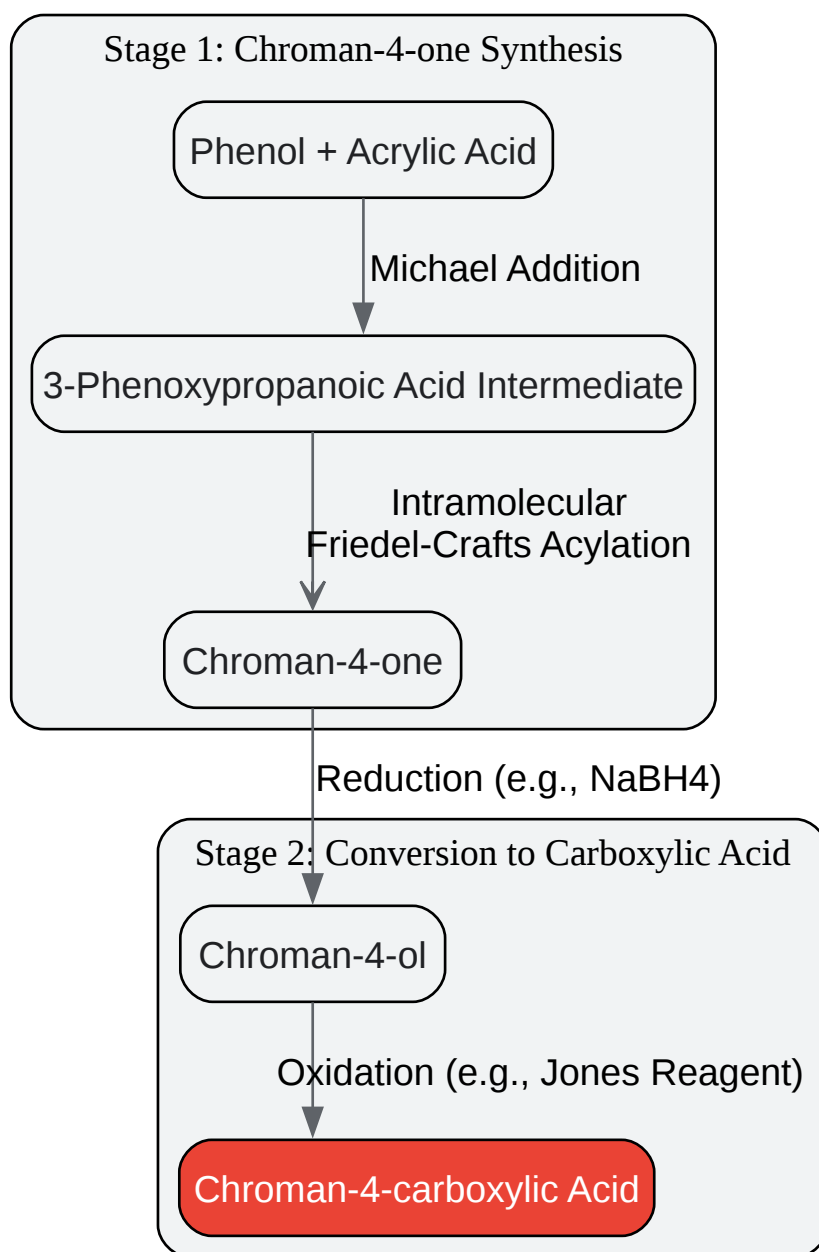 Stage 1: Chroman-4-one Synthesis
Phenol + Acrylic Acid
Michael Addition
3-Phenoxypropanoic Acid Intermediate
Intramolecular
Friedel-Crafts Acylation
Chroman-4-one
Reduction (e.g., NaBH4)
Stage 2: Conversion to Carboxylic Acid
Chroman-4-ol
Oxidation (e.g., Jones Reagent)
Chroman-4-carboxylic Acid